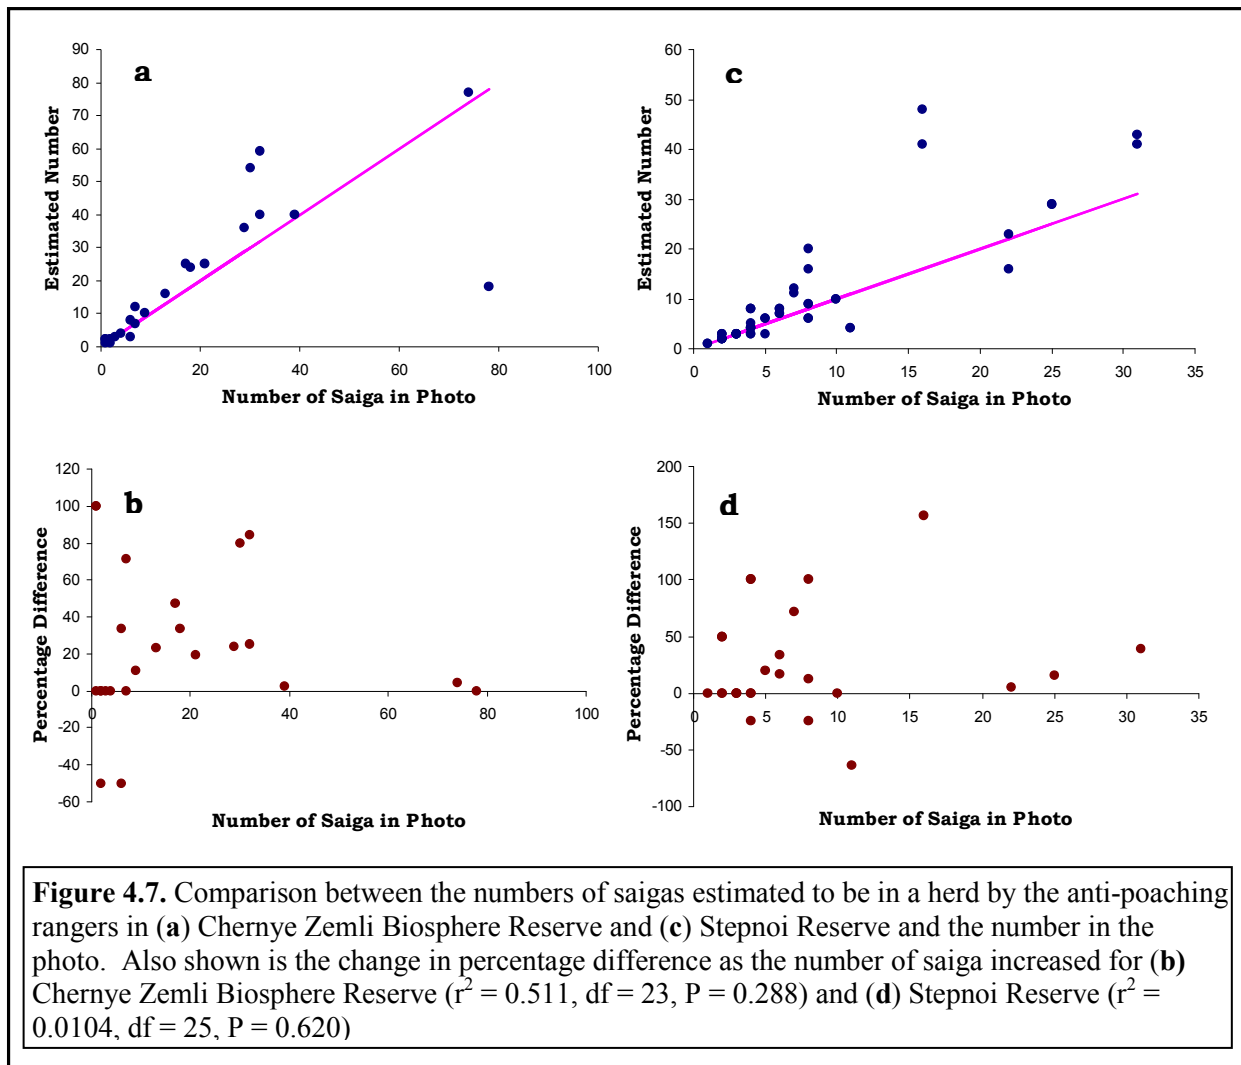 a
90
80
70
60
50
40
30
20
10
0
Estimated Number
0 20 40 60 80 100
Number of Saiga in Photo
c
60
50
40
30
20
10
0
Estimated Number
0 5 10 15 20 25 30 35
Number of Saiga in Photo
b
120
100
80
60
40
20
0
-20
-40
-60
Percentage Difference
0 20 40 60 80 100
Number of Saiga in Photo
d
200
150
100
50
0
-50
-100
Percentage Difference
0 5 10 15 20 25 30 35
Number of Saiga in Photo
Figure 4.7. Comparison between the numbers of saigas estimated to be in a herd by the anti-poaching
rangers in (a) Chernye Zemli Biosphere Reserve and (c) Stepnoi Reserve and the number in the
photo.  Also shown is the change in percentage difference as the number of saiga increased for (b)
Chernye Zemli Biosphere Reserve (r² = 0.511, df = 23, P = 0.288) and (d) Stepnoi Reserve (r² =
0.0104, df = 25, P = 0.620)